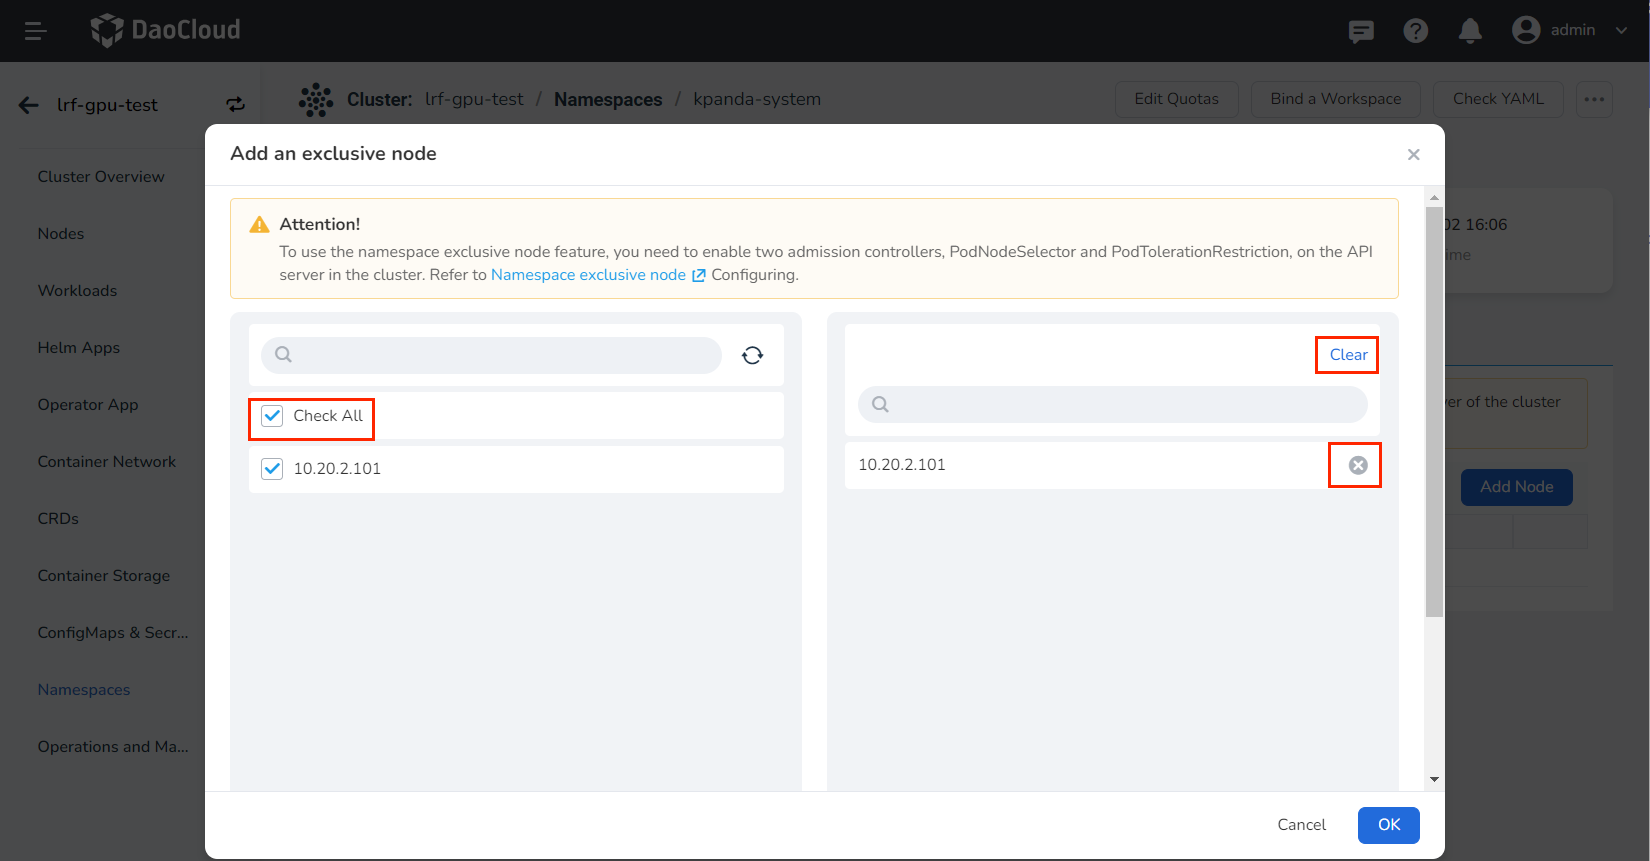 DaoCloud
admin
lrf-gpu-test
Cluster: lrf-gpu-test / Namespaces / kpanda-system
Edit Quotas
Bind a Workspace
Check YAML
Cluster Overview
Nodes
Workloads
Helm Apps
Operator App
Container Network
CRDs
Container Storage
ConfigMaps & Secr...
Namespaces
Operations and Ma...
Add an exclusive node
Attention!
To use the namespace exclusive node feature, you need to enable two admission controllers, PodNodeSelector and PodTolerationRestriction, on the API
server in the cluster. Refer to Namespace exclusive node Configuring.
Check All
10.20.2.101
Clear
10.20.2.101
Cancel
OK
02 16:06
ime
er of the cluster
Add Node